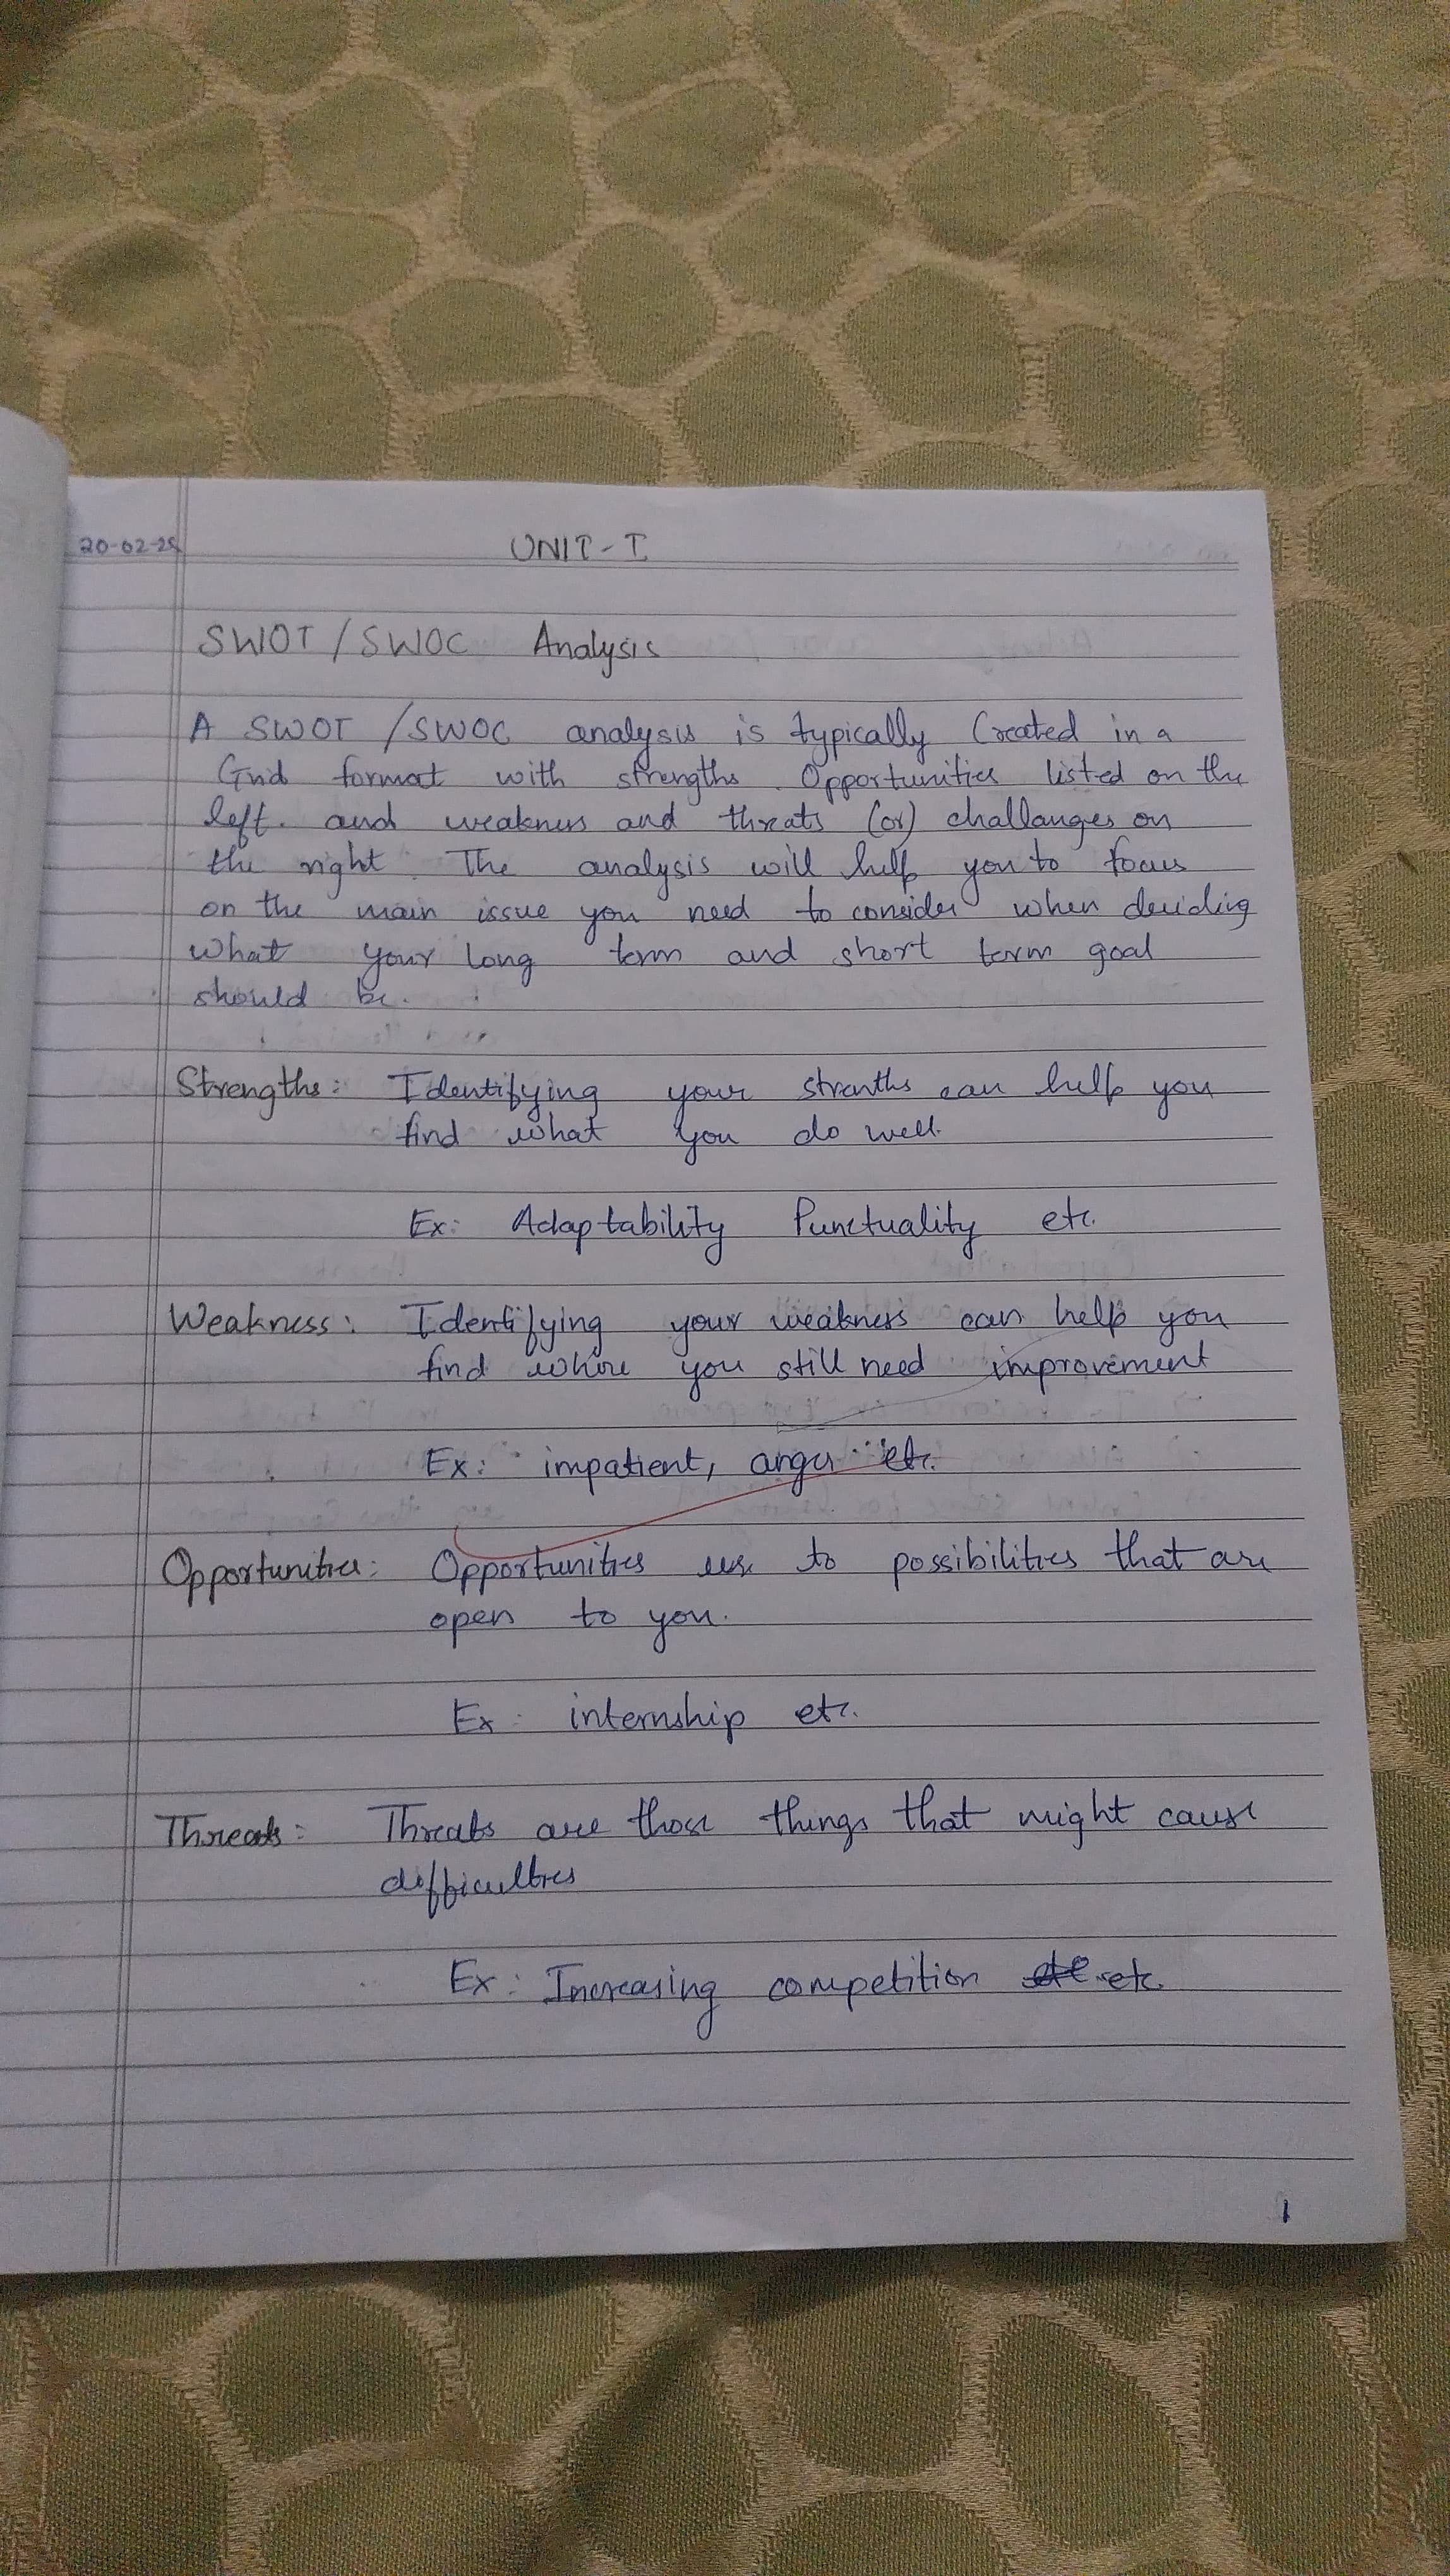 20-02-25
UNIT-I
SWOT/SWOC Analysis
A SWOT/SWOC analysis is typically Created in a
Grid format with strengths. Opportunities listed on the
left. and weakness and threats (or) challanges on
the right. The analysis will help you to focus
on the main issue you need to consider when deciding
what your long term and short term goal
should be.
Strengths: Identifying your stranths can help you
find what you do well.
Ex: Adaptability Punctuality etc.
Weakness: Identifying your weakness can help you
find where you still need improvement
Ex: impatient, anger etc.
Opportunities: Opportunities to possibilities that are
open to you.
Ex: internship etc.
Threats: Threats are those things that might cause
difficulties
Ex: Increasing competition etc.
1